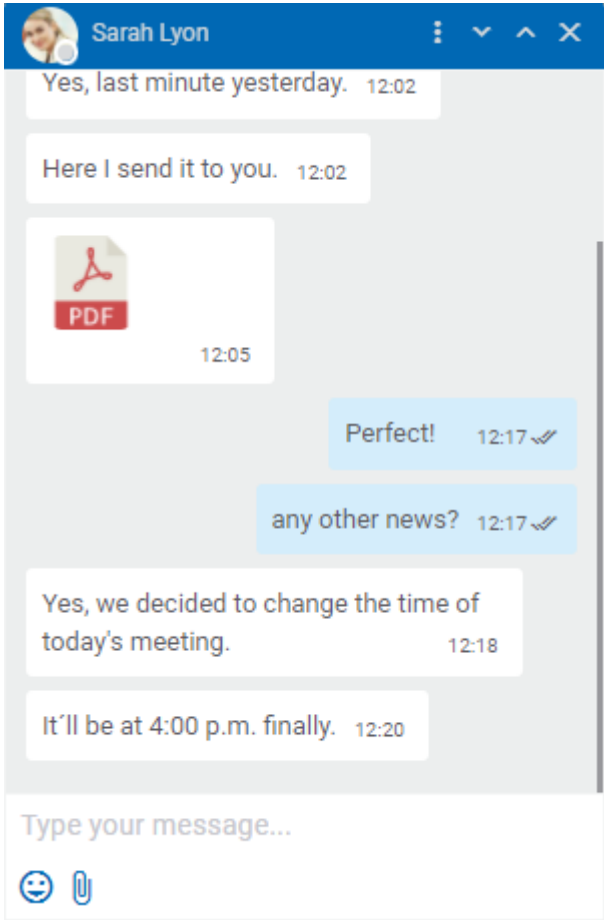 Sarah Lyon
Yes, last minute yesterday. 12:02
Here I send it to you. 12:02
PDF
12:05
Perfect! 12:17
any other news? 12:17
Yes, we decided to change the time of
today's meeting. 12:18
It´ll be at 4:00 p.m. finally. 12:20
Type your message...